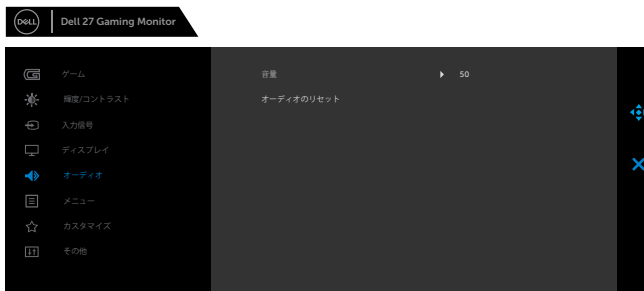 DELL
Dell 27 Gaming Monitor
ゲーム
音量 50
輝度/コントラスト
オーディオのリセット
入力信号
ディスプレイ
オーディオ
メニュー
カスタマイズ
その他